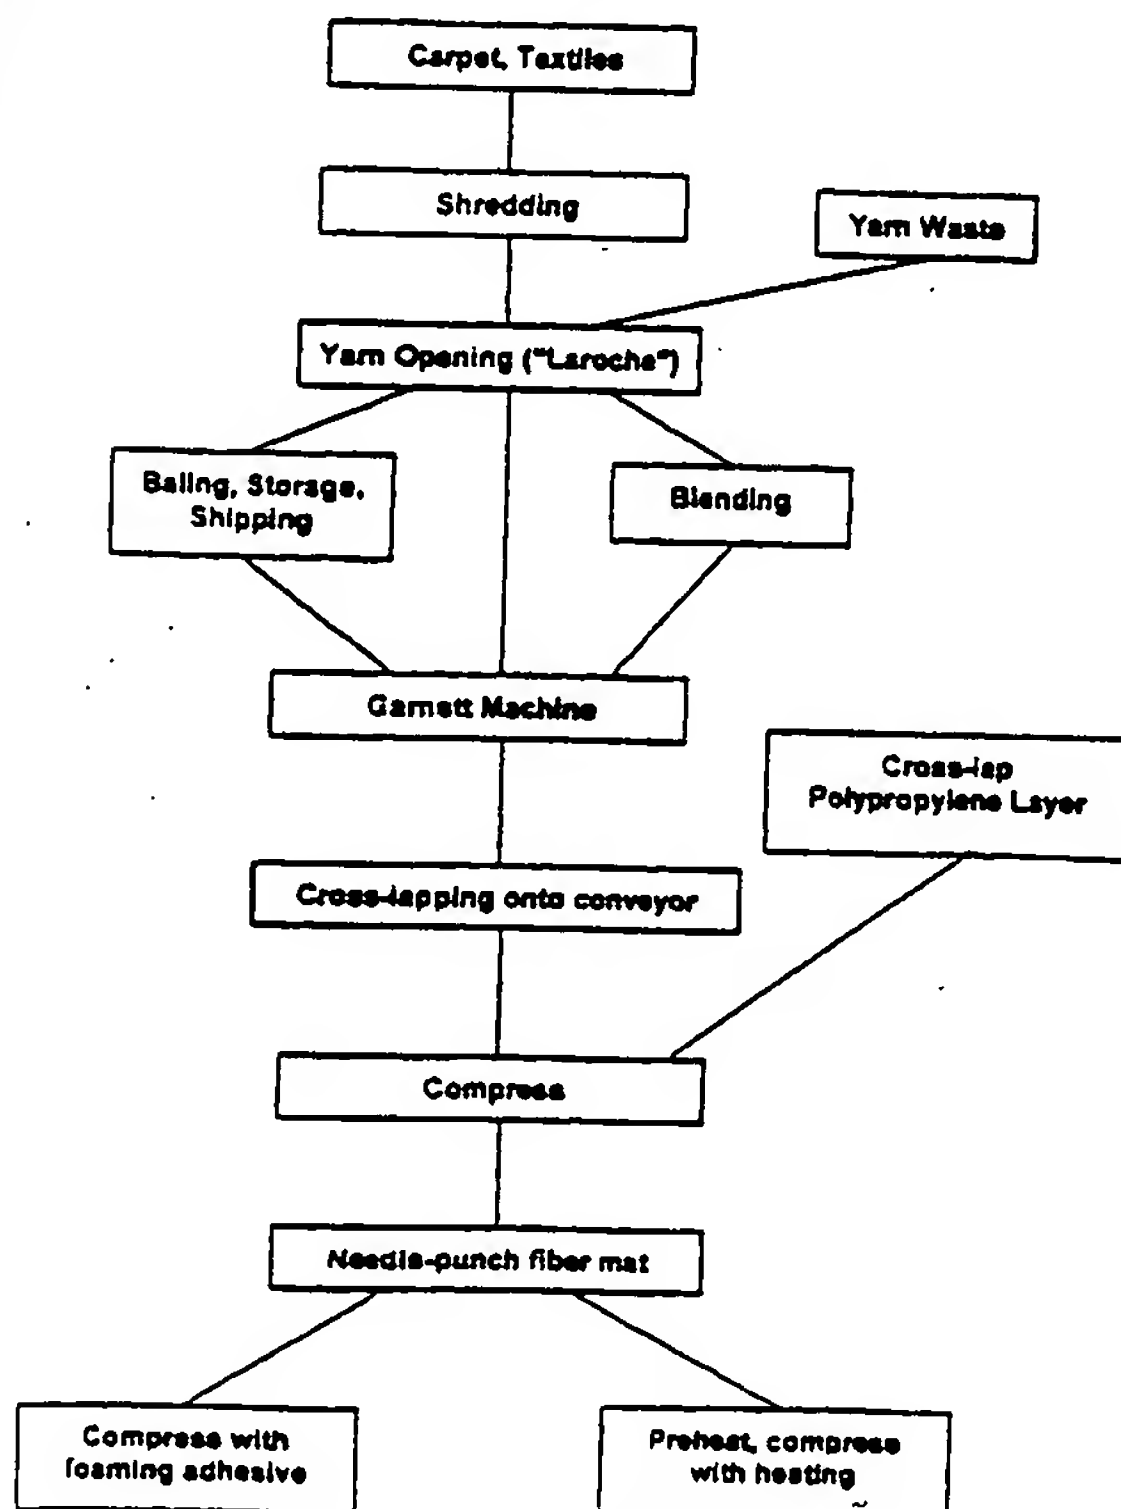 Carpet, Textiles
Shredding
Yarn Waste
Yarn Opening ("Laroche")
Baling, Storage,
Shipping
Blending
Garnett Machine
Cross-lap
Polypropylene Layer
Cross-lapping onto conveyor
Compress
Needle-punch fiber mat
Compress with
foaming adhesive
Preheat, compress
with heating